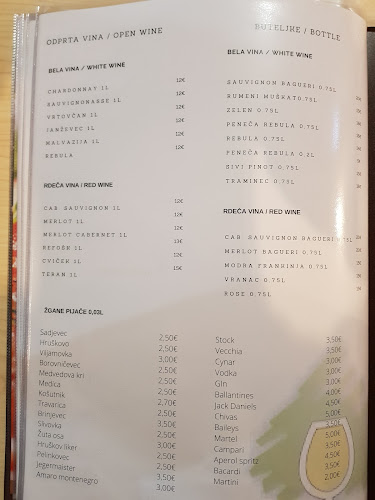 ODPRTA VINA / OPEN WINE
BELA VINA / WHITE WINE
CHARDONNAY 1L 12€
SAUVIGNONASSE 1L 12€
VRTOVČAN 1L 12€
JANŽEVEC 1L 12€
MALVAZIJA 1L 12€
REBULA 12€
RDEČA VINA / RED WINE
CAB. SAUVIGNON 1L 12€
MERLOT 1L 12€
MERLOT CABERNET 1L 12€
REFOŠK 1L 13€
CVIČEK 1L 12€
TERAN 1L 15€
BUTELJKE / BOTTLE
BELA VINA / WHITE WINE
SAUVIGNON BAGUERI 0.75L
RUMENI MUŠKAT 0.75L
ZELEN 0.75L
PENEČA REBULA 0.75L
REBULA 0.75L
PENEČA REBULA 0,2L
SIVI PINOT 0.75L
TRAMINEC 0.75L
RDEČA VINA / RED WINE
CAB. SAUVIGNON BAGUERI 0.75L
MERLOT BAGUERI 0.75L
MODRA FRANKINJA 0.75L
VRANAC 0.75L
ROSE 0.75L
ŽGANE PIJAČE 0,03L
Sadjevec 2,50€
Hruškovo 2,50€
Viljamovka 3,00€
Borovničevec 2,50€
Medvedova kri 2,50€
Medica 2,50€
Košutnik 2,70€
Travarica 2,50€
Brinjevec 3,50€
Slivovka 2,50€
Žuta osa 3,00€
Hruškov liker 2,50€
Pelinkovec 2,50€
Jegermaister 3,50€
Amaro montenegro 3,00€
Stock 3,50€
Vecchia 3,50€
Cynar 3,00€
Vodka 3,00€
Gin 3,00€
Ballantines 4,00€
Jack Daniels 4,50€
Chivas 5,00€
Baileys 3,50€
Martel 5,00€
Campari 3,50€
Aperol spritz 4,50€
Bacardi 3,50€
Martini 2,00€